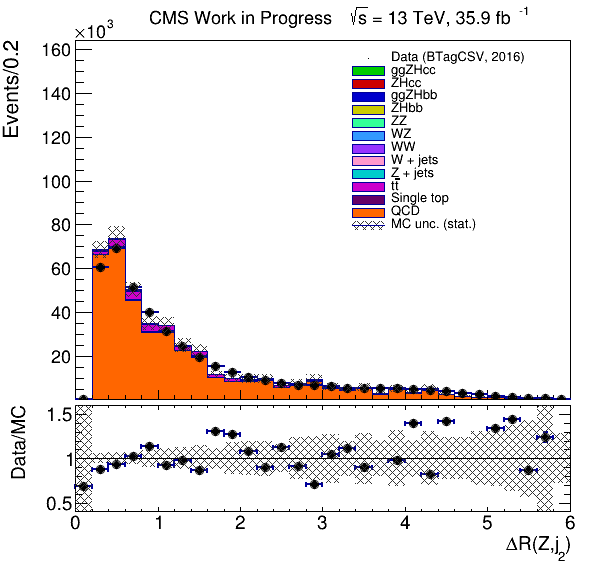 CMS Work in Progress √s = 13 TeV, 35.9 fb⁻¹
×10³
Events/0.2
160
140
120
100
80
60
40
20
Data (BTagCSV, 2016)
ggZHcc
ZHcc
ggZHbb
ZHbb
ZZ
WZ
WW
W + jets
Z + jets
tt̄
Single top
QCD
MC unc. (stat.)
Data/MC
1.5
1
0.5
0 1 2 3 4 5 6
ΔR(Z,j₂)